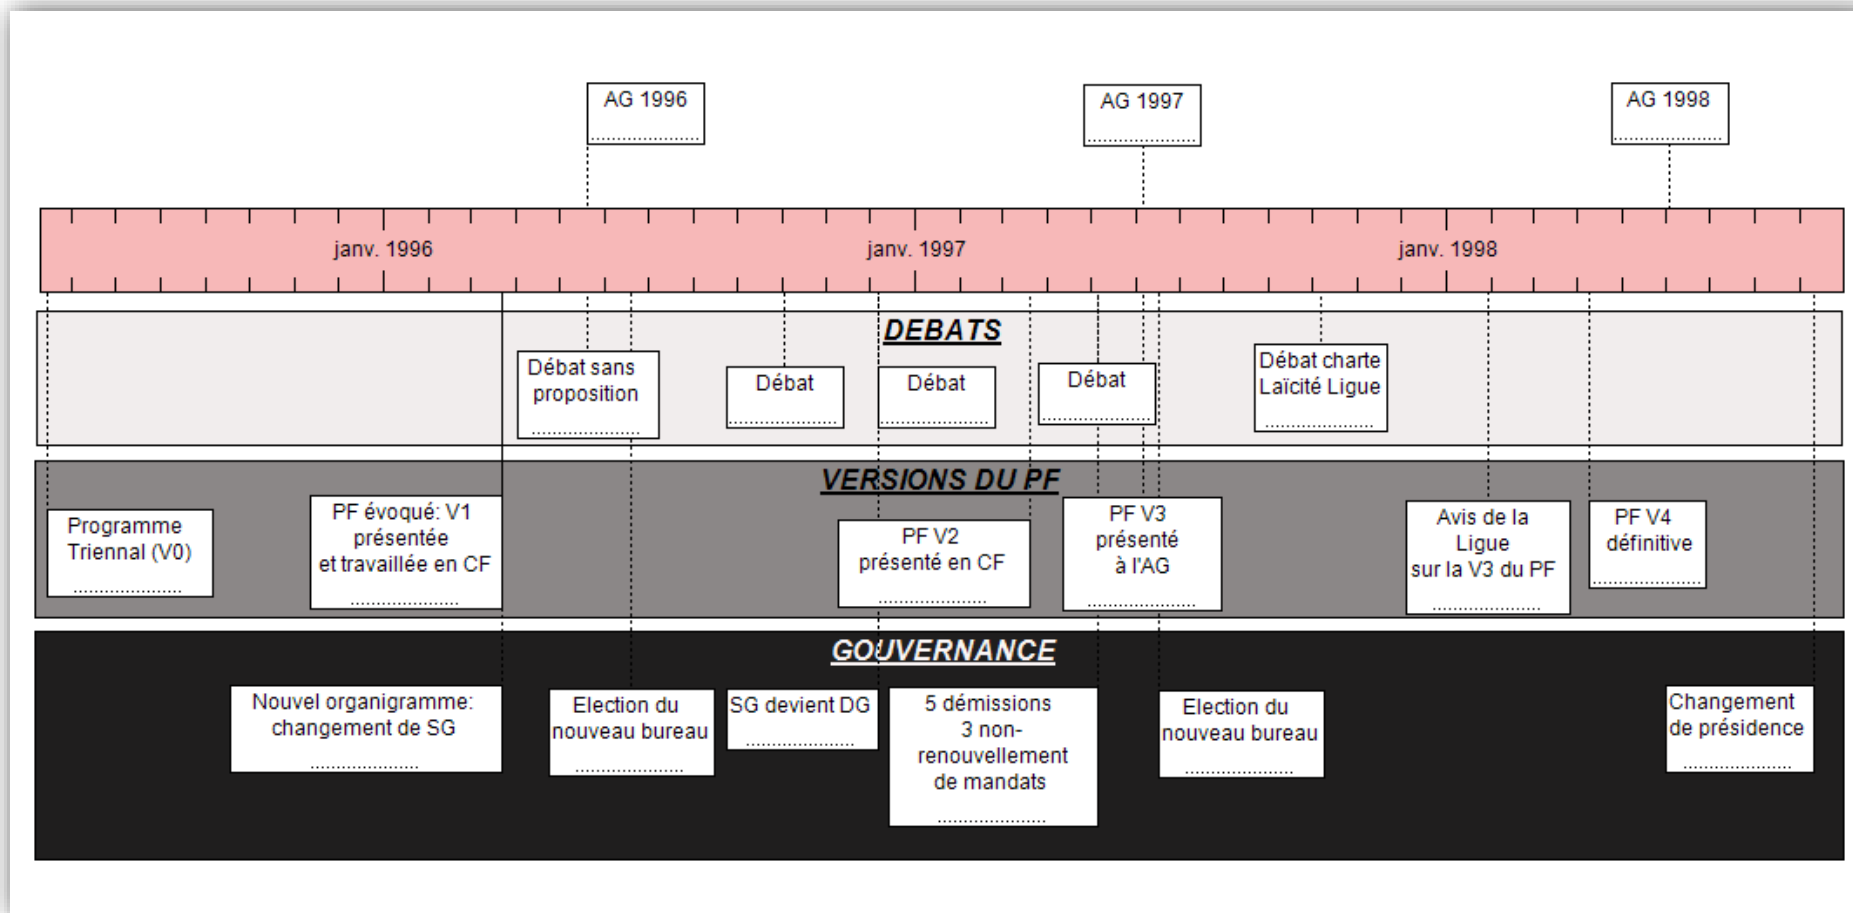 AG 1996
AG 1997
AG 1998
janv. 1996
janv. 1997
janv. 1998
DEBATS
Débat sans
proposition
Débat
Débat
Débat
Débat charte
Laïcité Ligue
VERSIONS DU PF
Programme
Triennal (V0)
PF évoqué: V1
présentée
et travaillée en CF
PF V2
présenté en CF
PF V3
présenté
à l'AG
Avis de la
Ligue
sur la V3 du PF
PF V4
définitive
GOUVERNANCE
Nouvel organigramme:
changement de SG
Election du
nouveau bureau
SG devient DG
5 démissions
3 non-
renouvellement
de mandats
Election du
nouveau bureau
Changement
de présidence